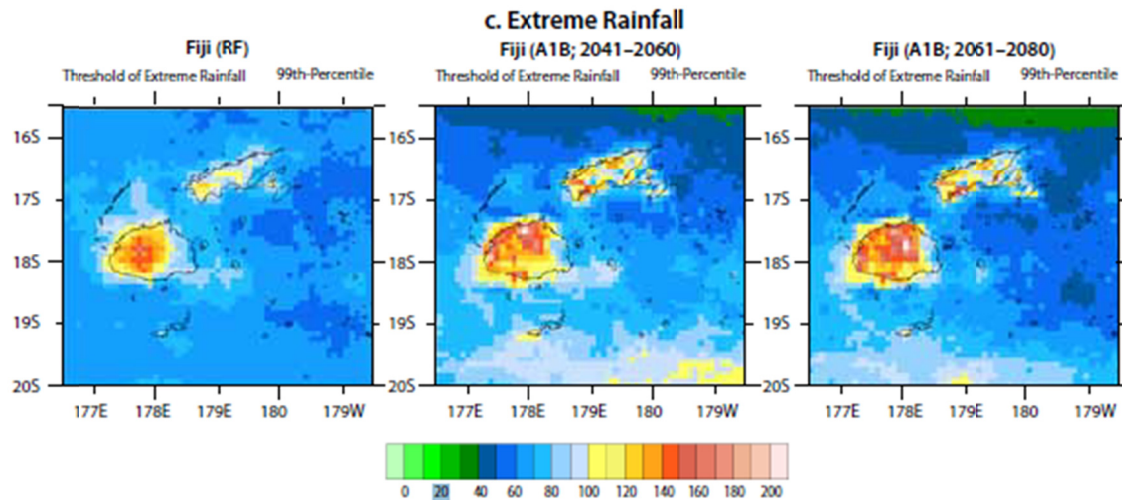 c. Extreme Rainfall
Fiji (RF)
Threshold of Extreme Rainfall 99th-Percentile
16S
17S
18S
19S
20S
177E 178E 179E 180 179W
Fiji (A1B; 2041–2060)
Threshold of Extreme Rainfall 99th-Percentile
16S
17S
18S
19S
20S
177E 178E 179E 180 179W
Fiji (A1B; 2061–2080)
Threshold of Extreme Rainfall 99th-Percentile
16S
17S
18S
19S
20S
177E 178E 179E 180 179W
0 20 40 60 80 100 120 140 160 180 200